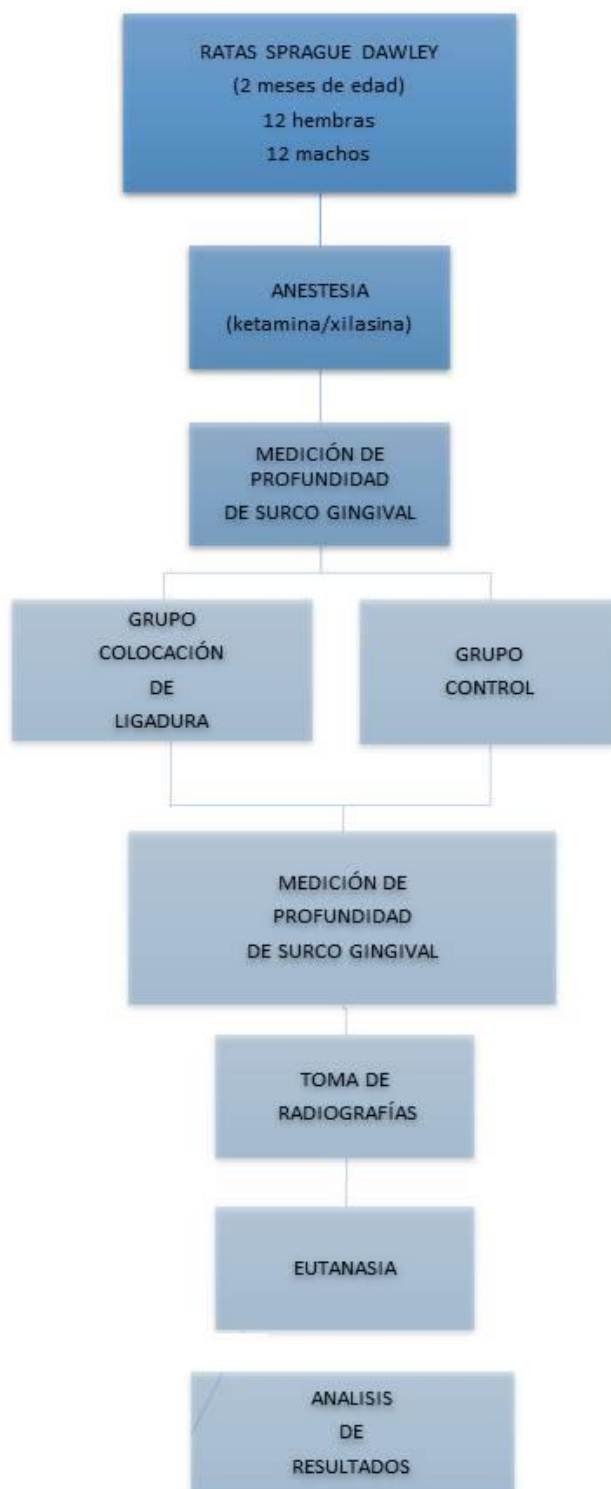 RATAS SPRAGUE DAWLEY
(2 meses de edad)
12 hembras
12 machos
ANESTESIA
(ketamina/xilasina)
MEDICIÓN DE
PROFUNDIDAD
DE SURCO GINGIVAL
GRUPO
COLOCACIÓN
DE
LIGADURA
GRUPO
CONTROL
MEDICIÓN DE
PROFUNDIDAD
DE SURCO GINGIVAL
TOMA DE
RADIOGRAFÍAS
EUTANASIA
ANALISIS
DE
RESULTADOS